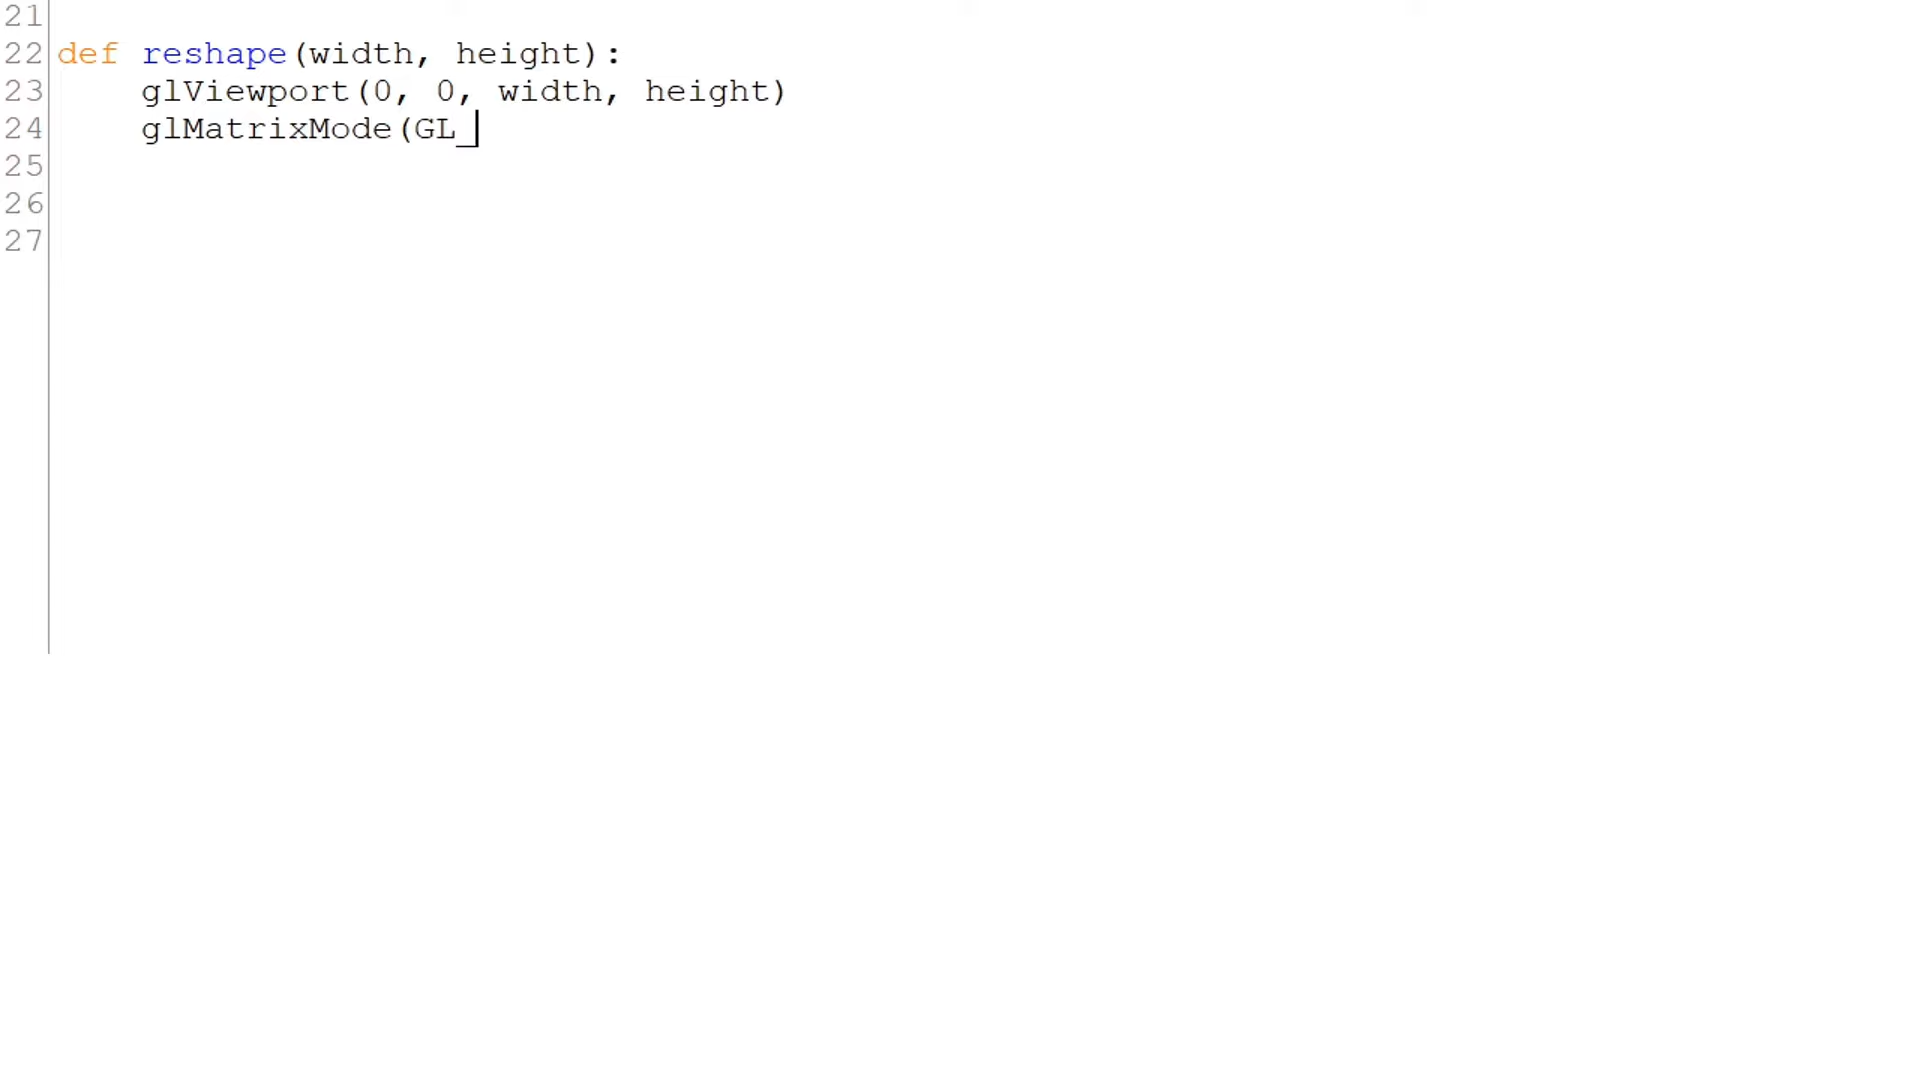 21
22 def reshape(width, height):
23 glViewport(0, 0, width, height)
24 glMatrixMode(GL_
25
26
27